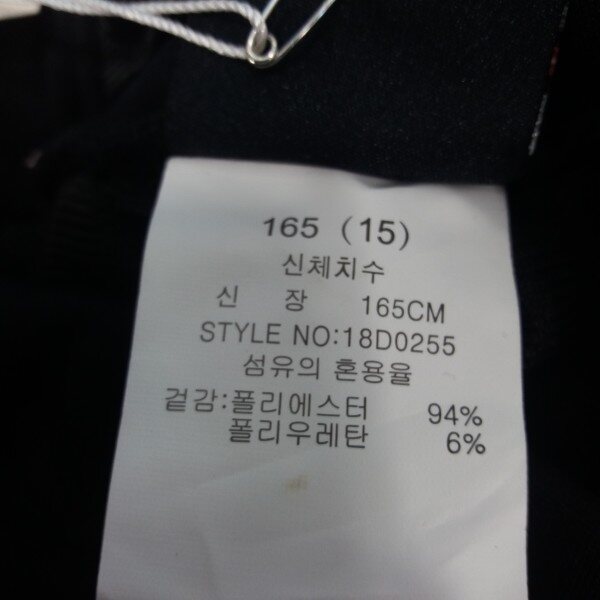 165 (15)
신체치수
신 장 165CM
STYLE NO:18D0255
섬유의 혼용율
겉감:폴리에스터 94%
폴리우레탄 6%